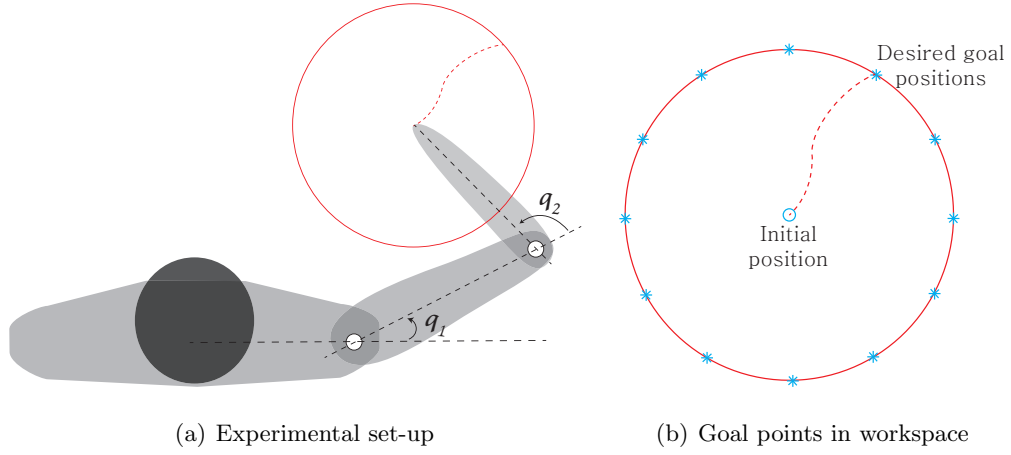 q₂
q₁
(a) Experimental set-up
Desired goal
positions
Initial
position
(b) Goal points in workspace